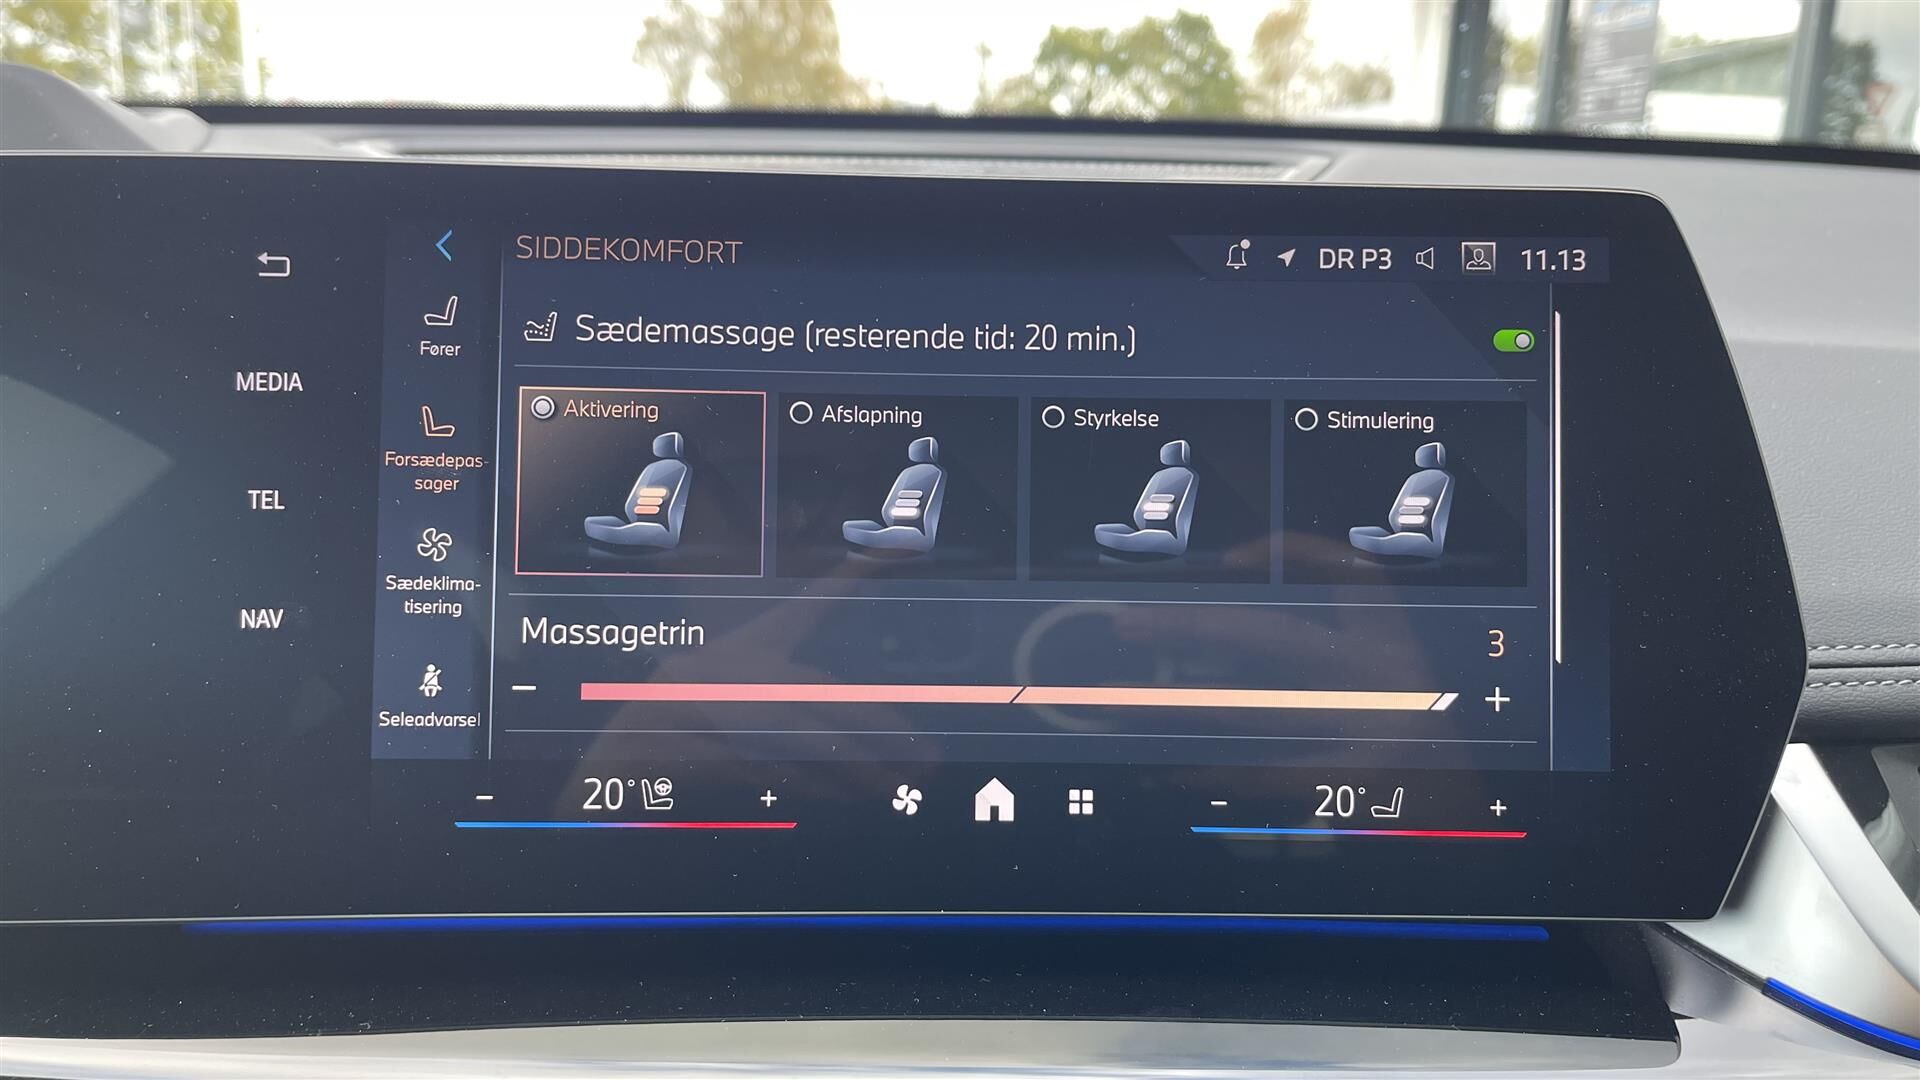 SIDDEKOMFORT
DR P3
11.13
Fører
Sædemassage (resterende tid: 20 min.)
MEDIA
Aktivering
Afslapning
Styrkelse
Stimulering
Forsædepas-
sager
TEL
Sædeklima-
tisering
NAV
Massagetrin
3
− +
Seleadvarsel
− 20° +
− 20° +